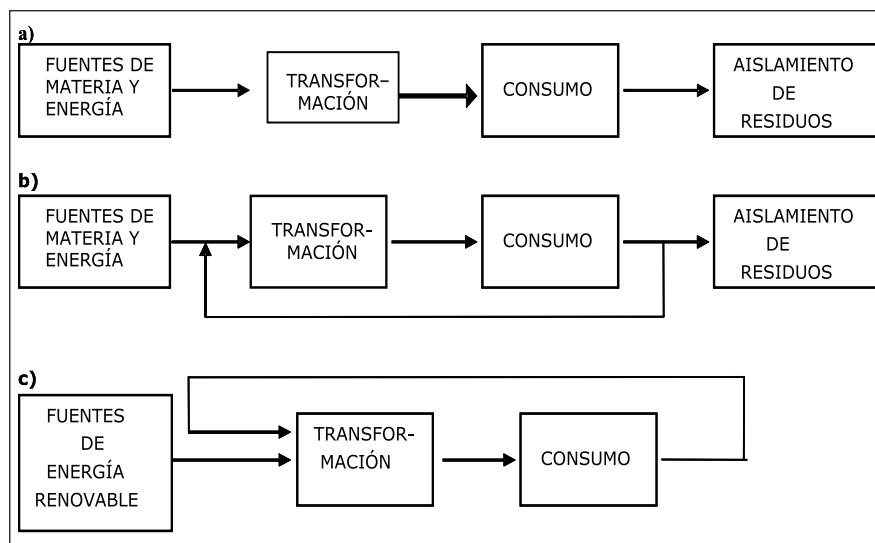 a)
FUENTES DE
MATERIA Y
ENERGÍA
TRANSFOR-
MACIÓN
CONSUMO
AISLAMIENTO
DE
RESIDUOS
b)
FUENTES DE
MATERIA Y
ENERGÍA
TRANSFOR-
MACIÓN
CONSUMO
AISLAMIENTO
DE
RESIDUOS
c)
FUENTES
DE
ENERGÍA
RENOVABLE
TRANSFOR-
MACIÓN
CONSUMO